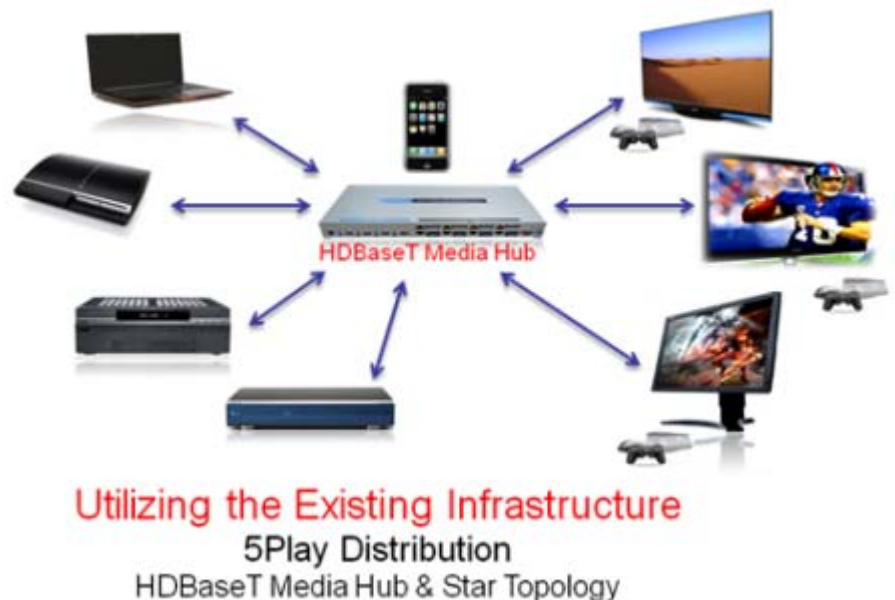 HDBaseT Media Hub
Utilizing the Existing Infrastructure
5Play Distribution
HDBaseT Media Hub & Star Topology